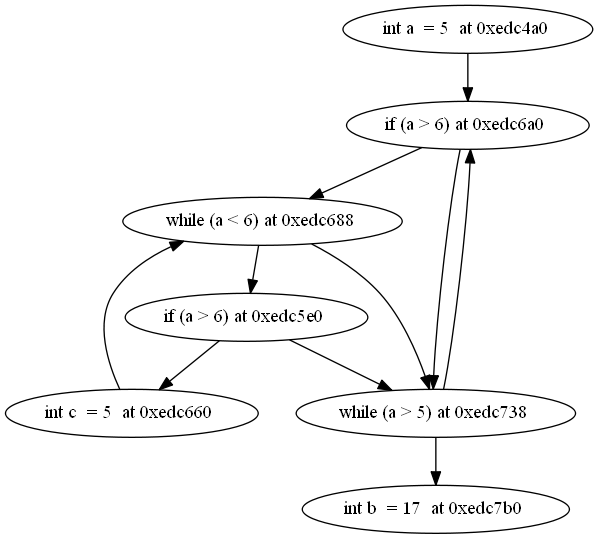 int a = 5 at 0xedc4a0
if (a > 6) at 0xedc6a0
while (a < 6) at 0xedc688
if (a > 6) at 0xedc5e0
int c = 5 at 0xedc660
while (a > 5) at 0xedc738
int b = 17 at 0xedc7b0